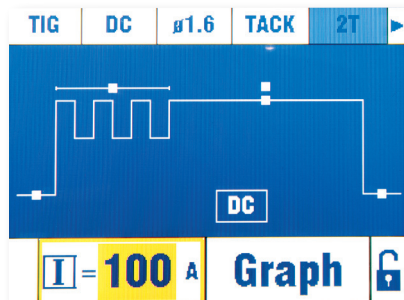 TIG DC ø1.6 TACK 2T
DC
I = 100 A Graph